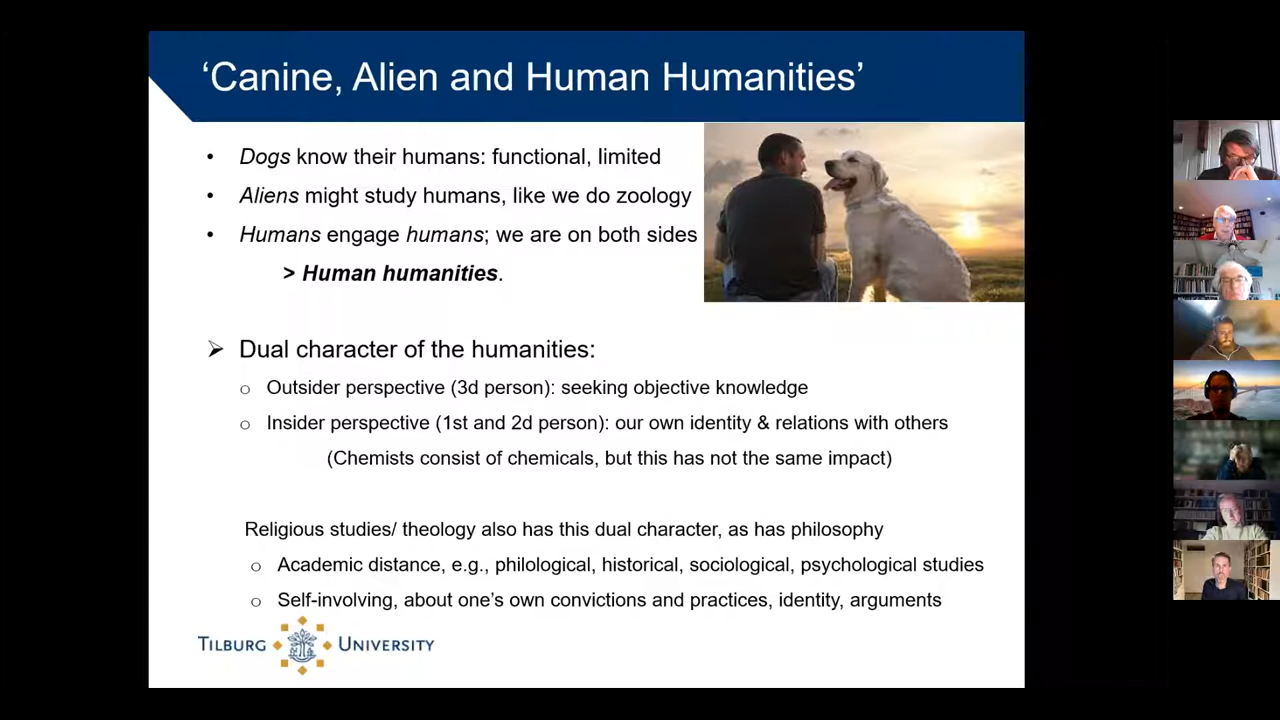 ‘Canine, Alien and Human Humanities’
• Dogs know their humans: functional, limited
• Aliens might study humans, like we do zoology
• Humans engage humans; we are on both sides
> Human humanities.
➢ Dual character of the humanities:
o Outsider perspective (3d person): seeking objective knowledge
o Insider perspective (1st and 2d person): our own identity & relations with others
(Chemists consist of chemicals, but this has not the same impact)
Religious studies/ theology also has this dual character, as has philosophy
o Academic distance, e.g., philological, historical, sociological, psychological studies
o Self-involving, about one’s own convictions and practices, identity, arguments
TILBURG UNIVERSITY